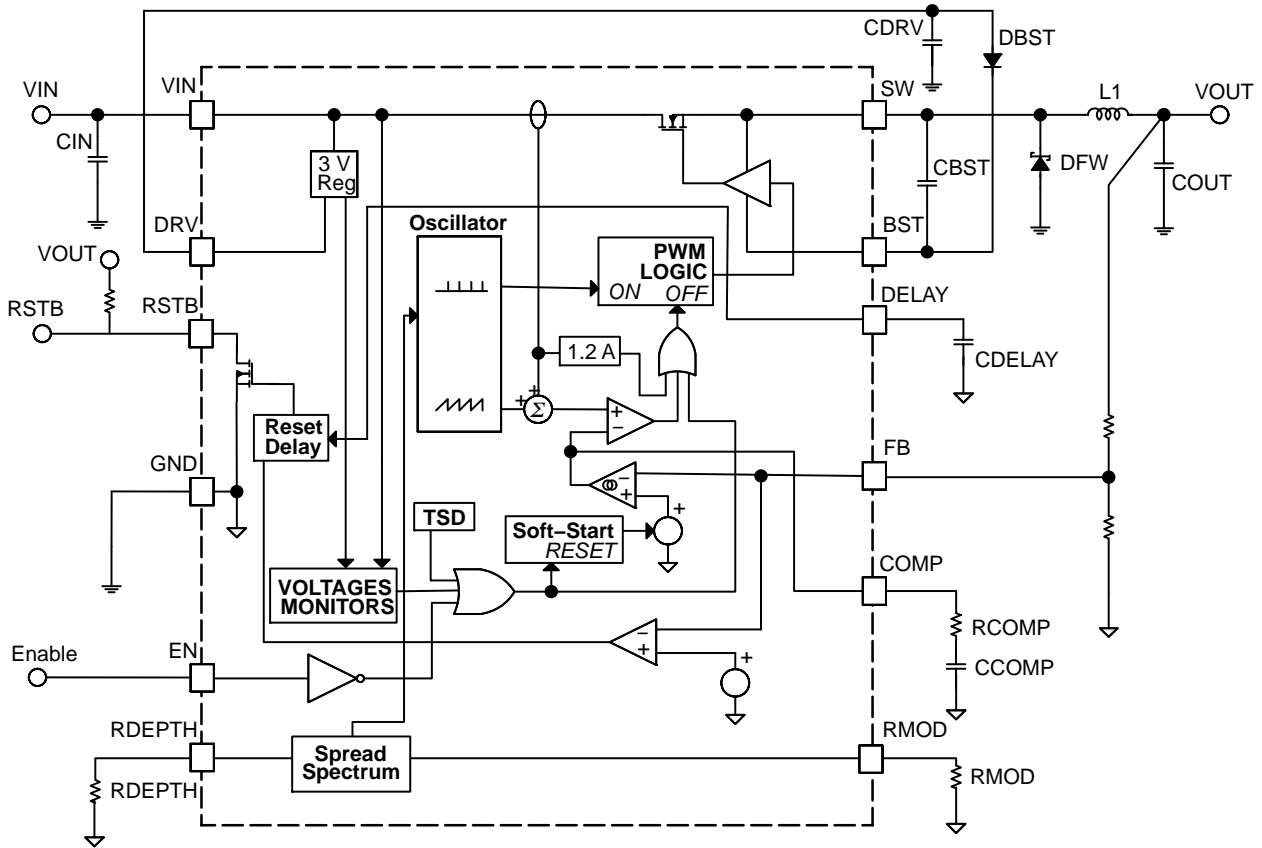 CDRV
DBST
VIN
VIN
SW
L1
VOUT
CIN
3 V
Reg
CBST
DFW
COUT
DRV
Oscillator
BST
VOUT
PWM
LOGIC
ON OFF
DELAY
RSTB
RSTB
1.2 A
CDELAY
+
+
Σ
+
−
Reset
Delay
GND
FB
−
+
+
TSD
Soft−Start
RESET
COMP
VOLTAGES
MONITORS
RCOMP
−
+
+
Enable
EN
CCOMP
RDEPTH
RMOD
Spread
Spectrum
RDEPTH
RMOD